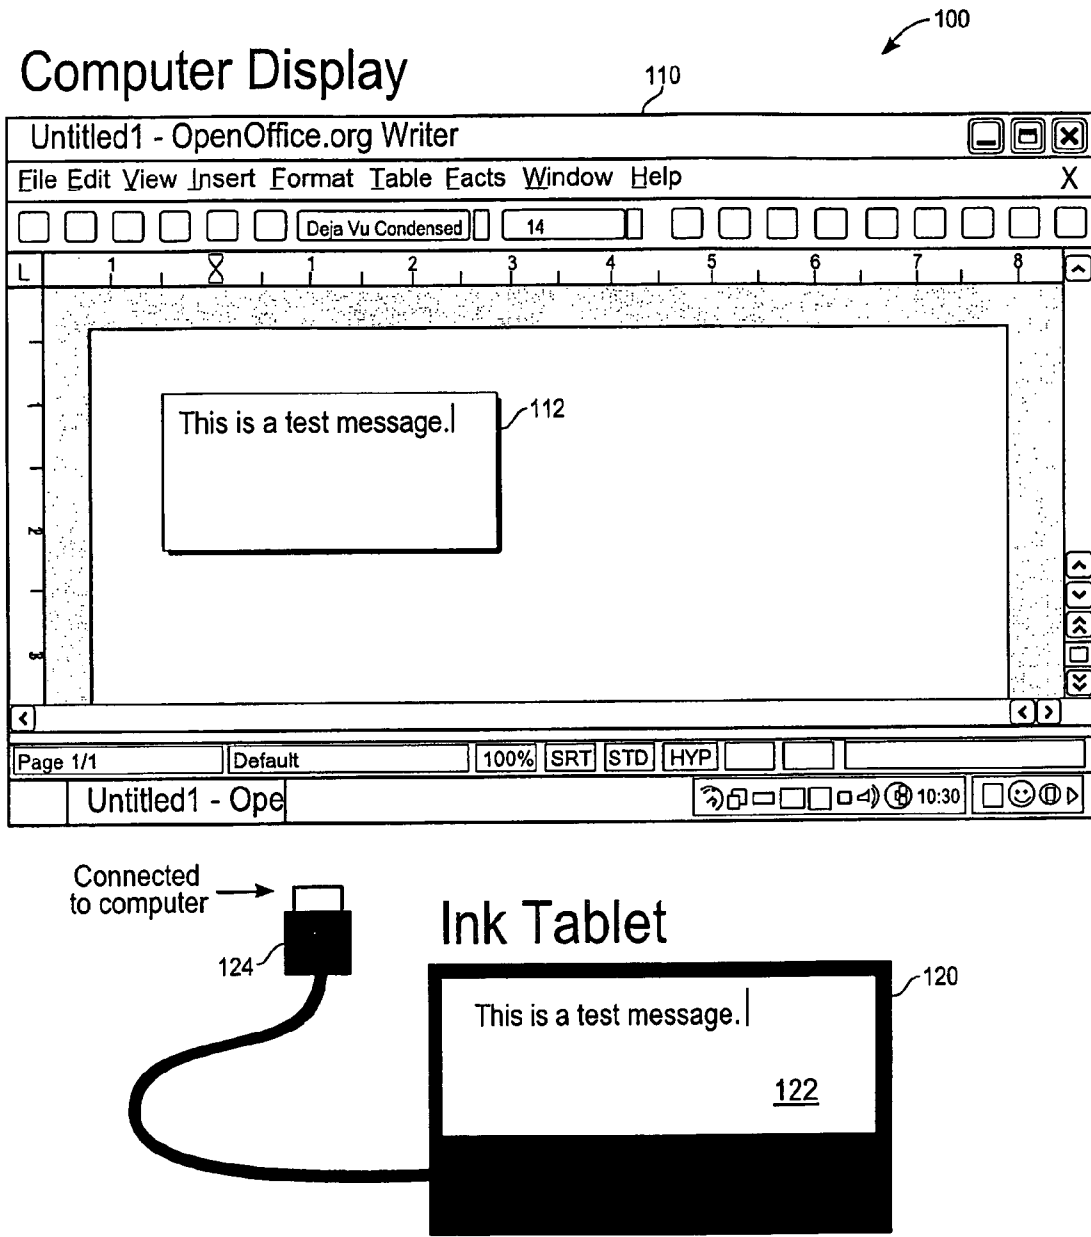 100
Computer Display
110
Untitled1 - OpenOffice.org Writer
File Edit View Insert Format Table Facts Window Help X
Deja Vu Condensed 14
L 1 1 2 3 4 5 6 7 8
1
This is a test message.
112
2
3
Page 1/1 Default 100% SRT STD HYP
Untitled1 - Ope 10:30
Connected
to computer
124
Ink Tablet
120
This is a test message.
122